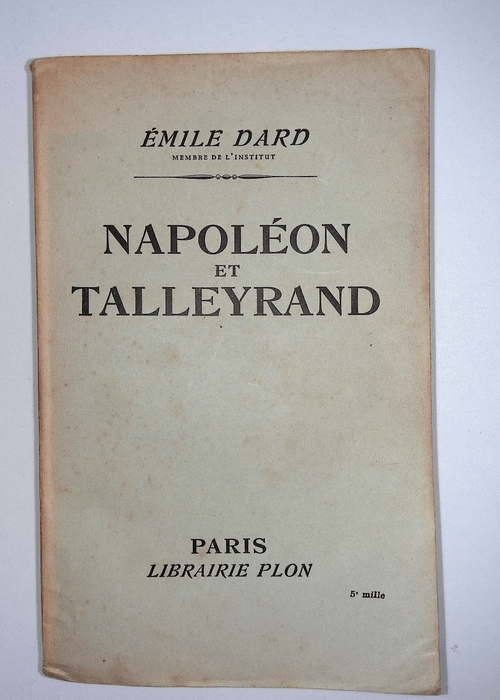 ÉMILE DARD
MEMBRE DE L'INSTITUT
NAPOLÉON
ET
TALLEYRAND
PARIS
LIBRAIRIE PLON
5ᵉ mille